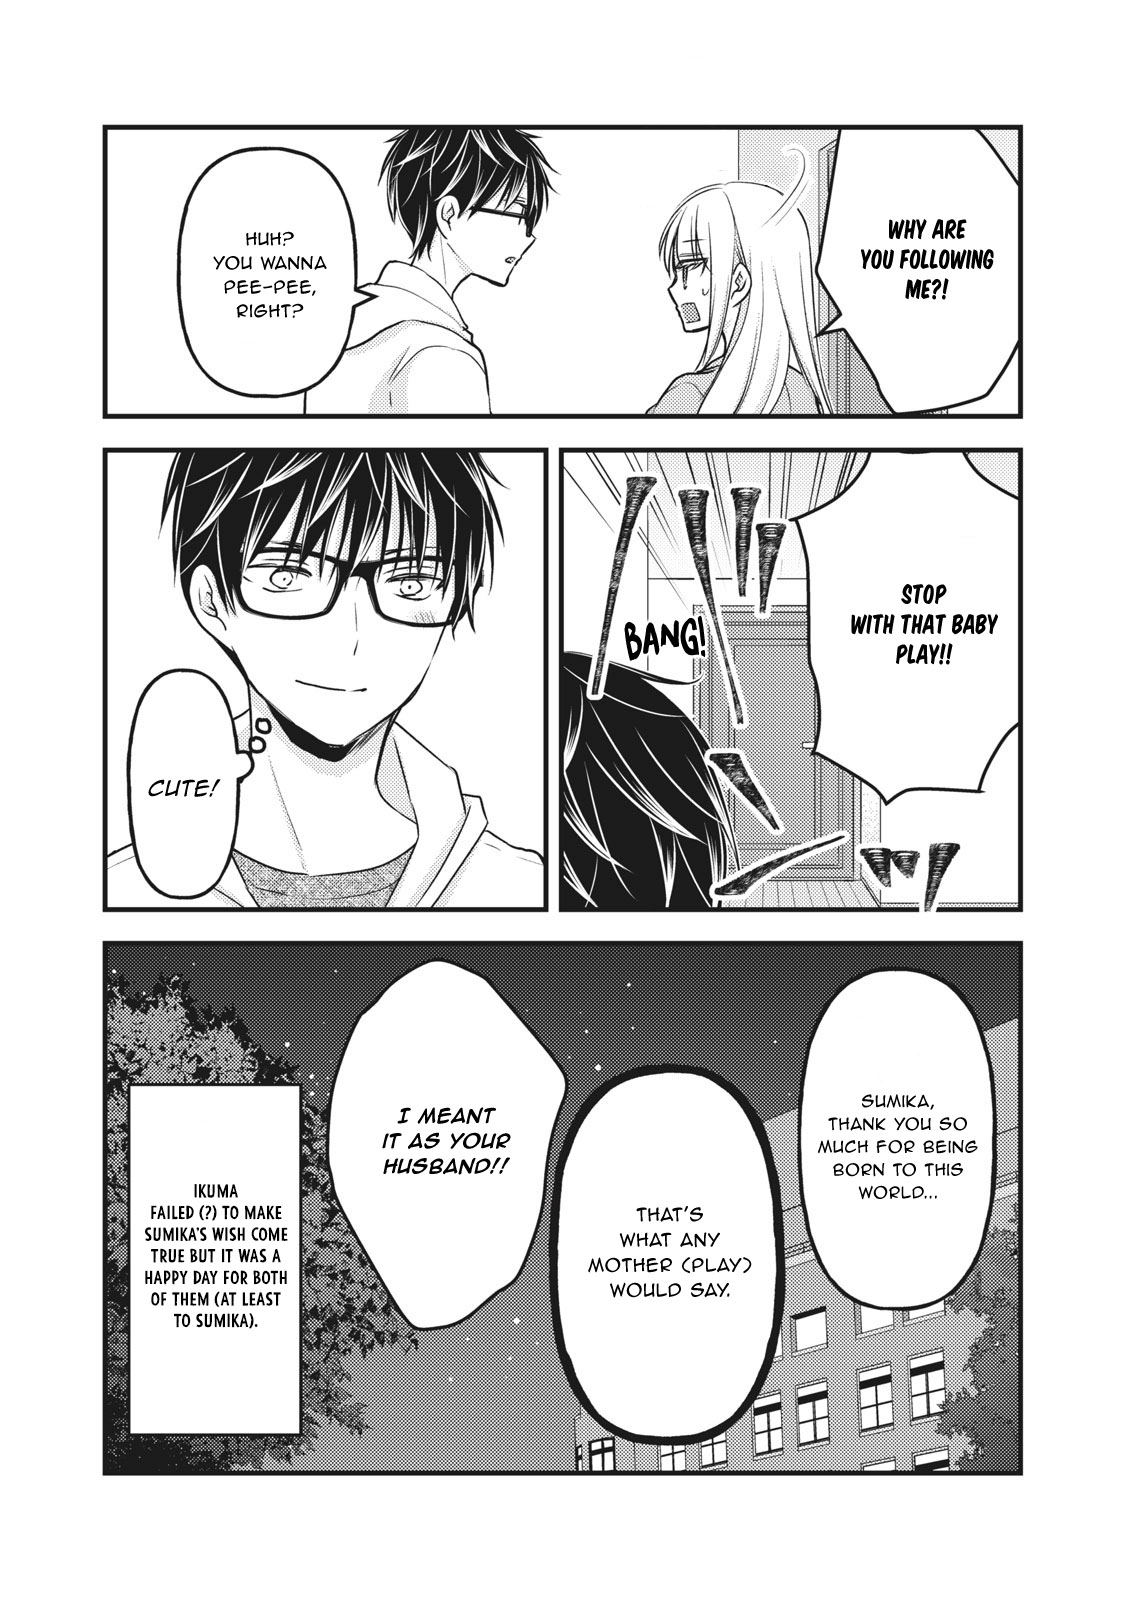 WHY ARE
YOU FOLLOWING
ME?!
HUH?
YOU WANNA
PEE-PEE,
RIGHT?
STOP
WITH THAT BABY
PLAY!!
BANG!
CUTE!
SUMIKA,
THANK YOU SO
MUCH FOR BEING
BORN TO THIS
WORLD...
THAT'S
WHAT ANY
MOTHER (PLAY)
WOULD SAY.
I MEANT
IT AS YOUR
HUSBAND!!
IKUMA
FAILED (?) TO MAKE
SUMIKA'S WISH COME
TRUE BUT IT WAS A
HAPPY DAY FOR BOTH
OF THEM (AT LEAST
TO SUMIKA).